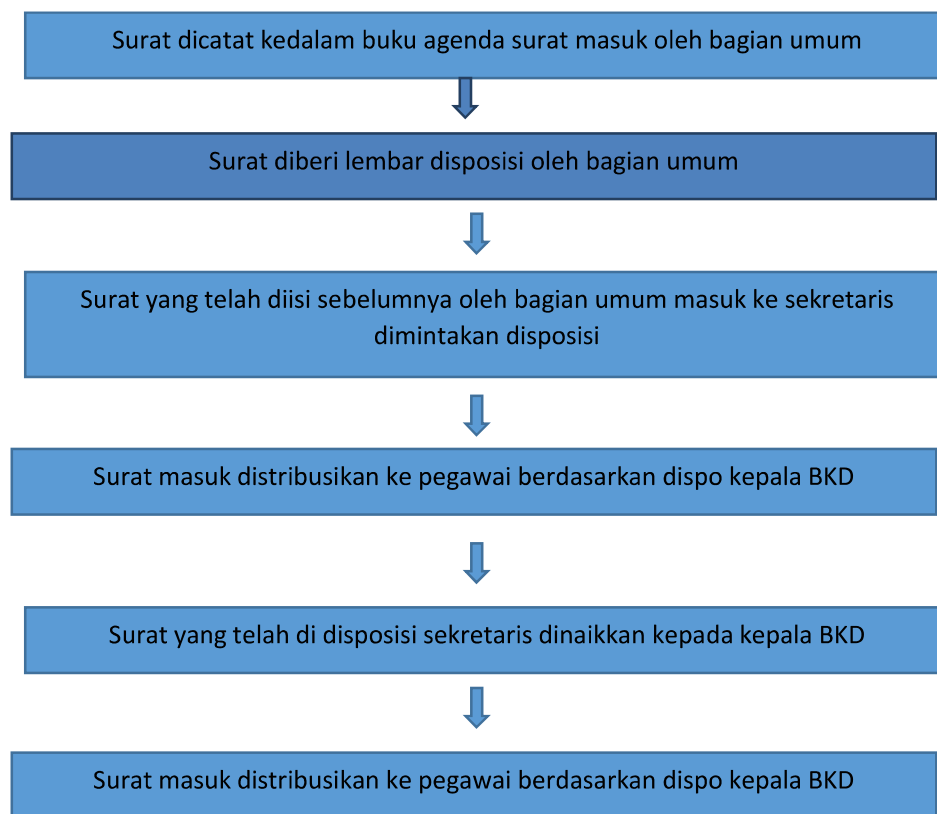 Surat dicatat kedalam buku agenda surat masuk oleh bagian umum
Surat diberi lembar disposisi oleh bagian umum
Surat yang telah diisi sebelumnya oleh bagian umum masuk ke sekretaris
dimintakan disposisi
Surat masuk distribusikan ke pegawai berdasarkan dispo kepala BKD
Surat yang telah di disposisi sekretaris dinaikkan kepada kepala BKD
Surat masuk distribusikan ke pegawai berdasarkan dispo kepala BKD